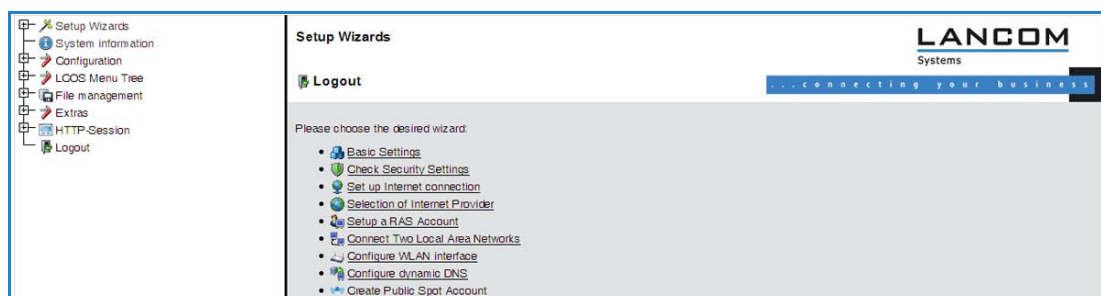 Setup Wizards
System information
Configuration
LCOS Menu Tree
File management
Extras
HTTP-Session
Logout
Setup Wizards
LANCOM
Systems
Logout
...connecting your business
Please choose the desired wizard:
Basic Settings
Check Security Settings
Set up Internet connection
Selection of Internet Provider
Setup a RAS Account
Connect Two Local Area Networks
Configure WLAN interface
Configure dynamic DNS
Create Public Spot Account